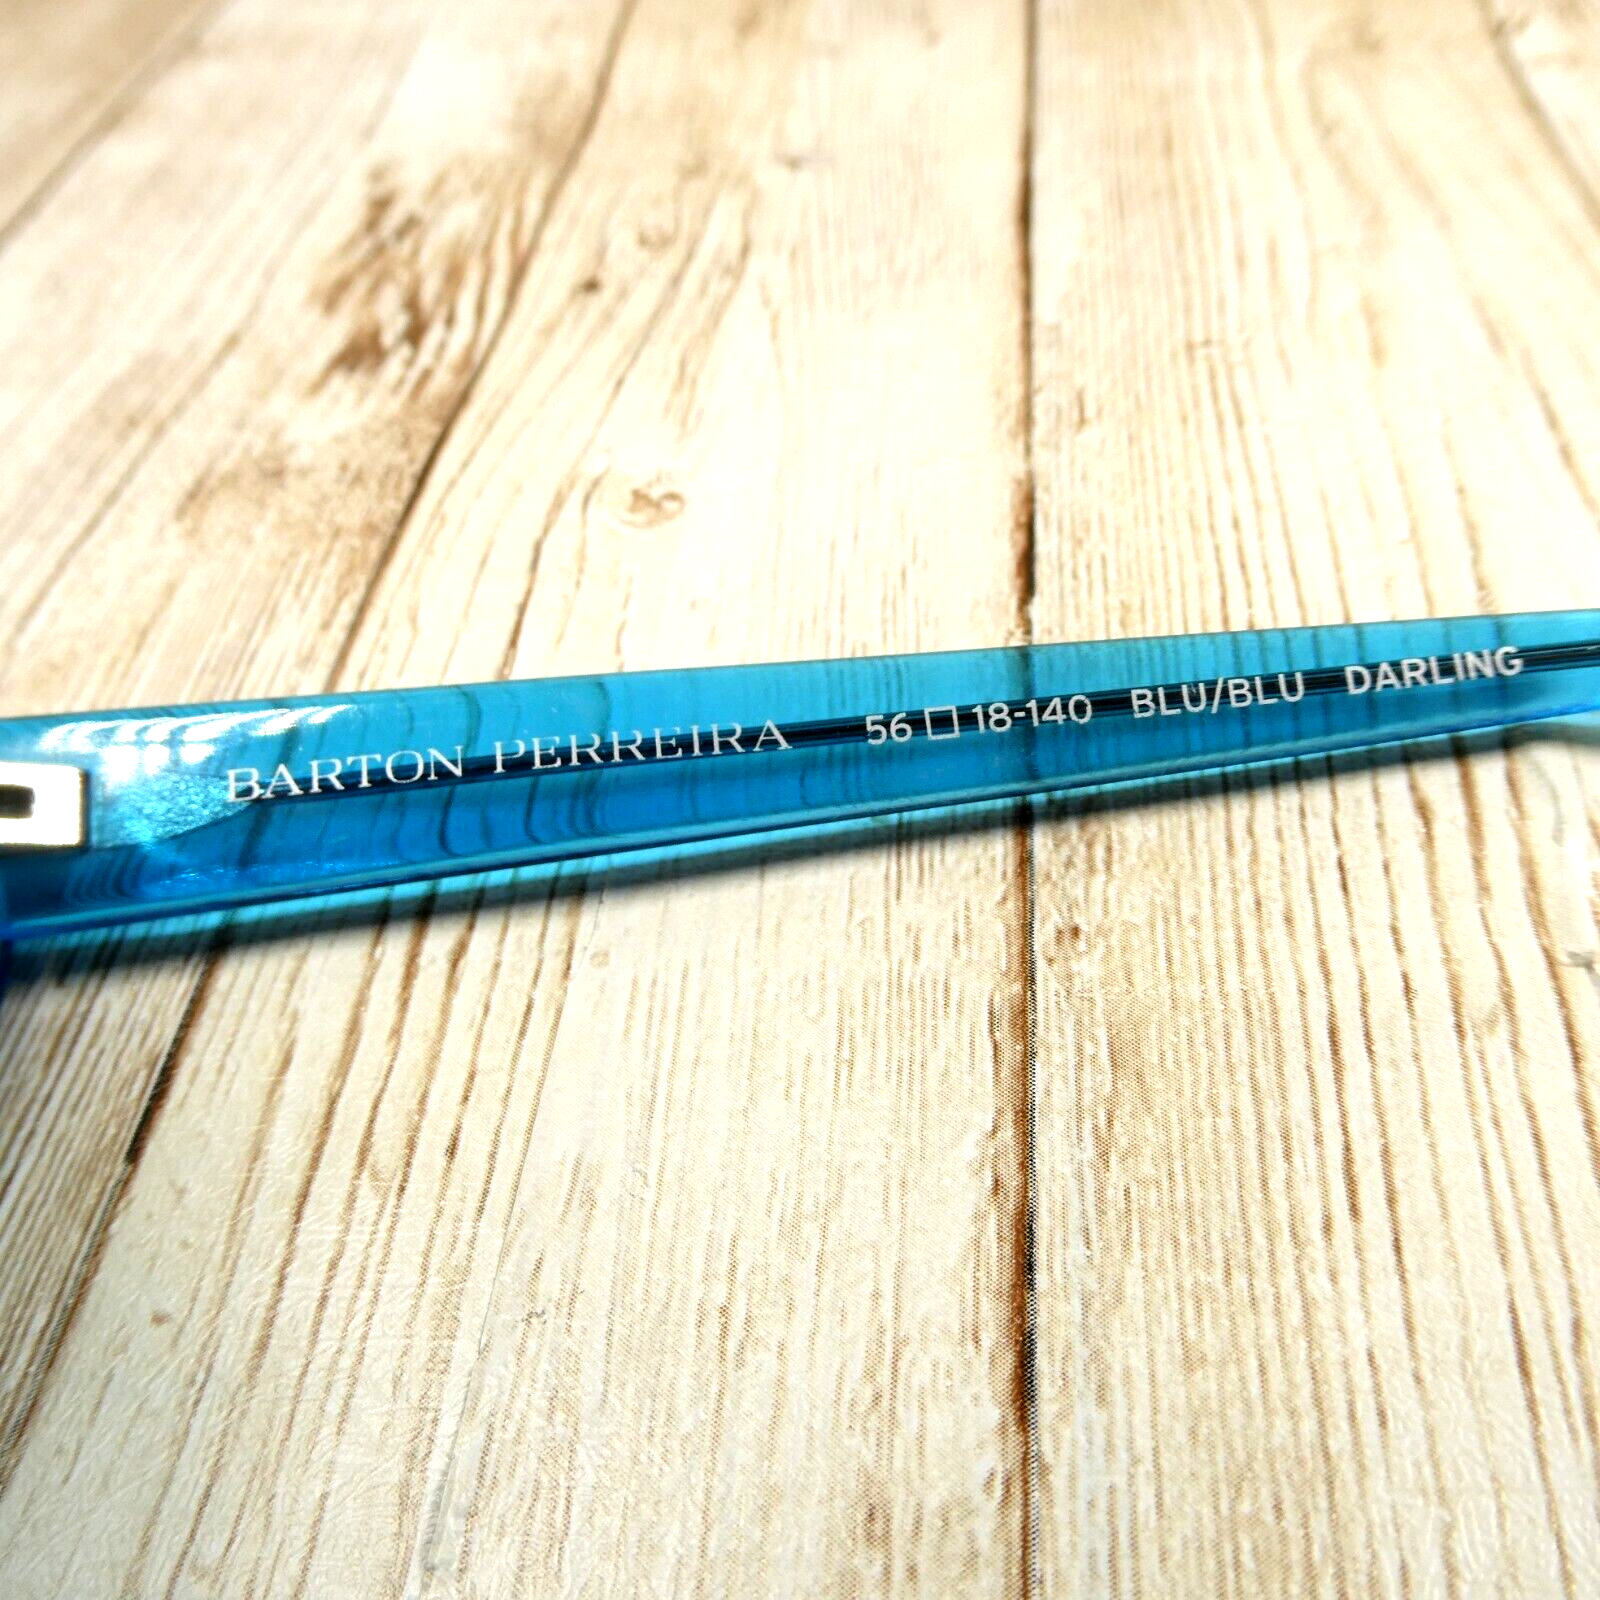 BARTON PERREIRA 56□18-140 BLU/BLU DARLING